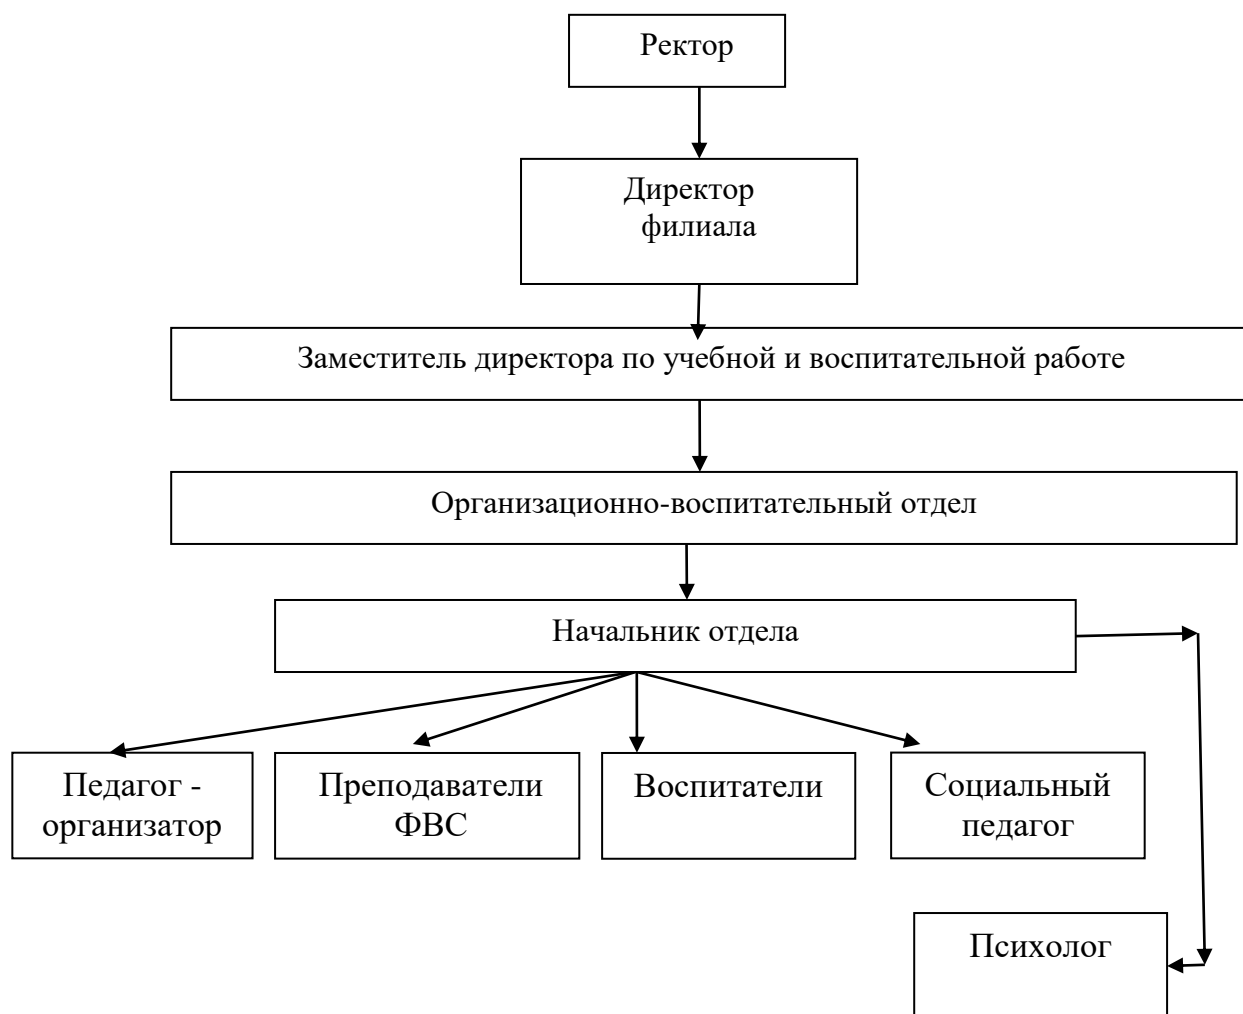 Ректор
Директор
филиала
Заместитель директора по учебной и воспитательной работе
Организационно-воспитательный отдел
Начальник отдела
Педагог -
организатор
Преподаватели
ФВС
Воспитатели
Социальный
педагог
Психолог